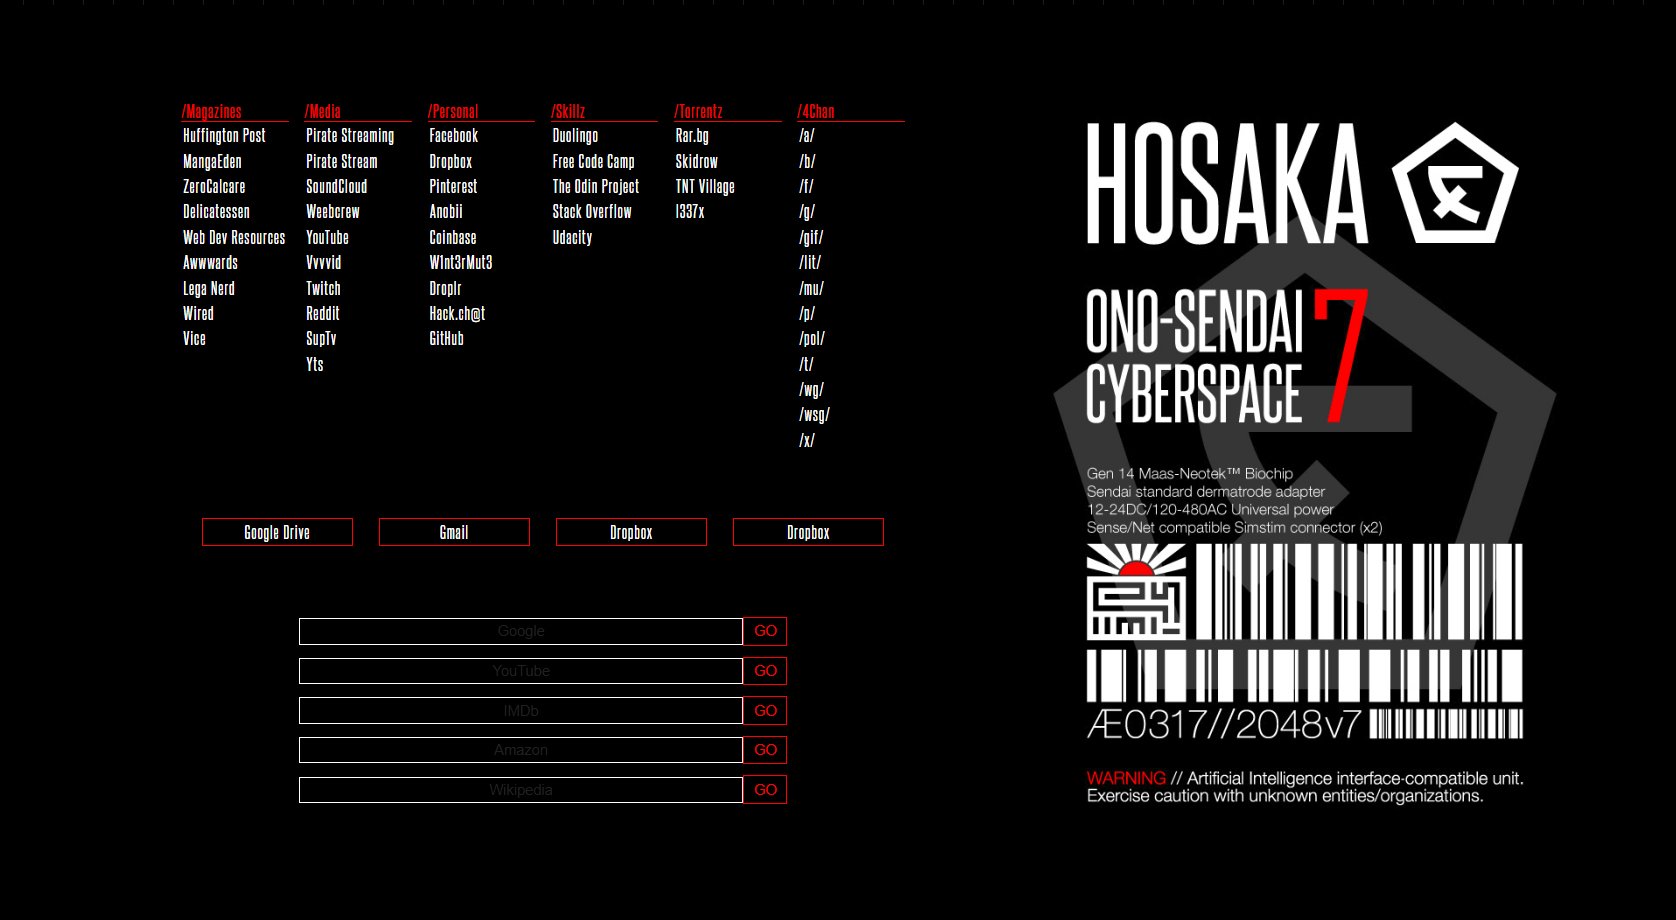 /Magazines
Huffington Post
MangaEden
ZeroCalcare
Delicatessen
Web Dev Resources
Awwwards
Lega Nerd
Wired
Vice
/Media
Pirate Streaming
Pirate Stream
SoundCloud
Weebcrew
YouTube
Vvvvid
Twitch
Reddit
SupTv
Yts
/Personal
Facebook
Dropbox
Pinterest
Anobii
Coinbase
W1nt3rMut3
Droplr
Hack.ch@t
GitHub
/Skillz
Duolingo
Free Code Camp
The Odin Project
Stack Overflow
Udacity
/Torrentz
Rar.bg
Skidrow
TNT Village
1337x
/4Chan
/a/
/b/
/f/
/g/
/gif/
/lit/
/mu/
/p/
/pol/
/t/
/wg/
/wsg/
/x/
Google Drive
Gmail
Dropbox
Dropbox
Google GO
YouTube GO
IMDb GO
Amazon GO
Wikipedia GO
HOSAKA
ONO-SENDAI 7
CYBERSPACE
Gen 14 Maas-Neotek™ Biochip
Sendai standard dermatrode adapter
12-24DC/120-480AC Universal power
Sense/Net compatible Simstim connector (x2)
Æ0317//2048v7
WARNING // Artificial Intelligence interface-compatible unit.
Exercise caution with unknown entities/organizations.